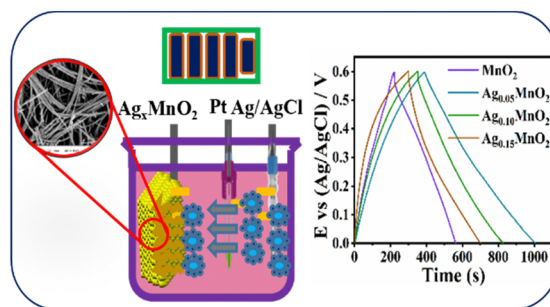 AgₓMnO₂ Pt Ag/AgCl
E vs (Ag/AgCl) / V
0.6
0.5
0.4
0.3
0.2
0.1
0.0
MnO₂
Ag₀.₀₅MnO₂
Ag₀.₁₀MnO₂
Ag₀.₁₅MnO₂
0 200 400 600 800 1000
Time (s)